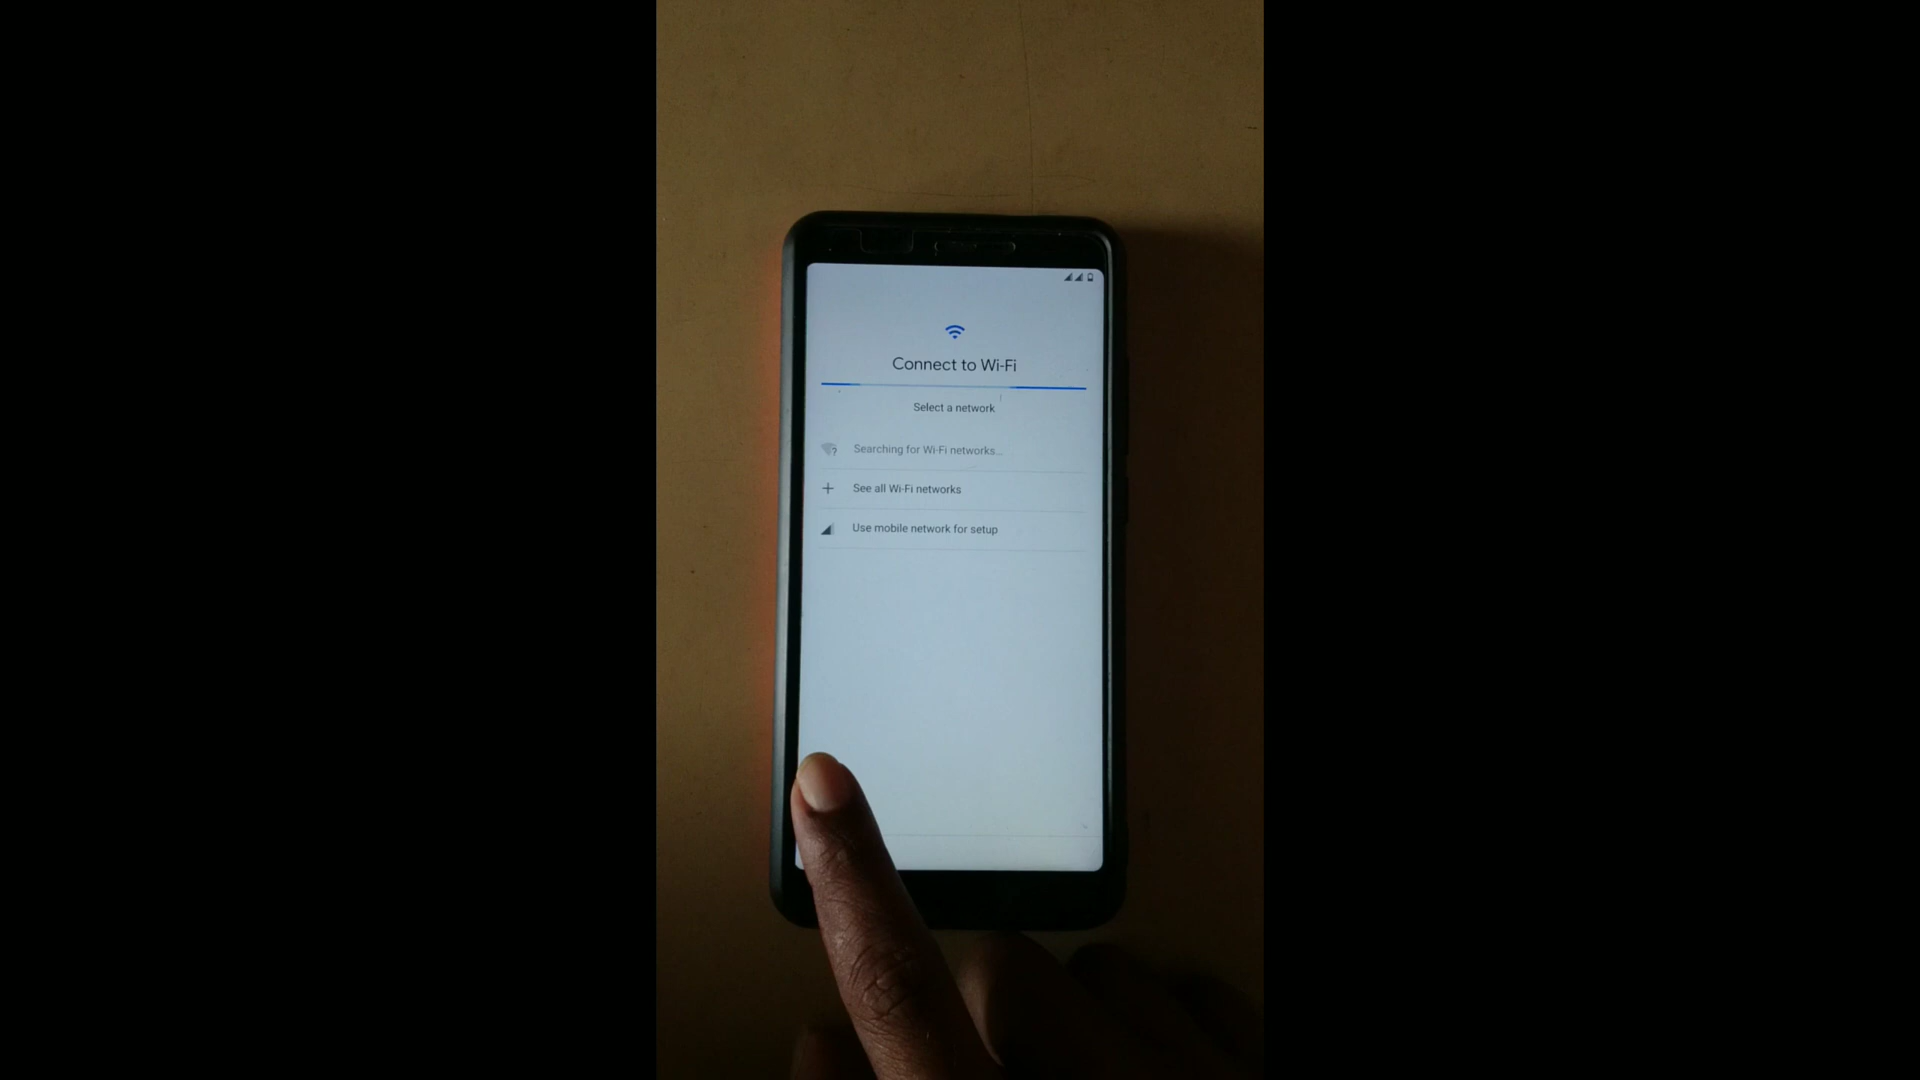 Connect to Wi-Fi
Select a network
Searching for Wi-Fi networks...
See all Wi-Fi networks
Use mobile network for setup